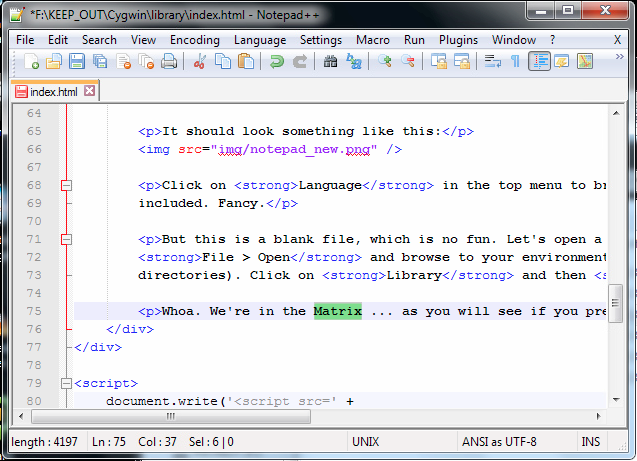 *F:\KEEP_OUT\Cygwin\library\index.html - Notepad++
File Edit Search View Encoding Language Settings Macro Run Plugins Window ? X
index.html
64
65 <p>It should look something like this:</p>
66 <img src="img/notepad_new.png" />
67
68 <p>Click on <strong>Language</strong> in the top menu to br
69 included. Fancy.</p>
70
71 <p>But this is a blank file, which is no fun. Let's open a
72 <strong>File > Open</strong> and browse to your environment
73 directories). Click on <strong>Library</strong> and then <s
74
75 <p>Whoa. We're in the Matrix ... as you will see if you pre
76 </div>
77 </div>
78
79 <script>
80 document.write('<script src=' +
length : 4197 Ln : 75 Col : 37 Sel : 6 | 0 UNIX ANSI as UTF-8 INS